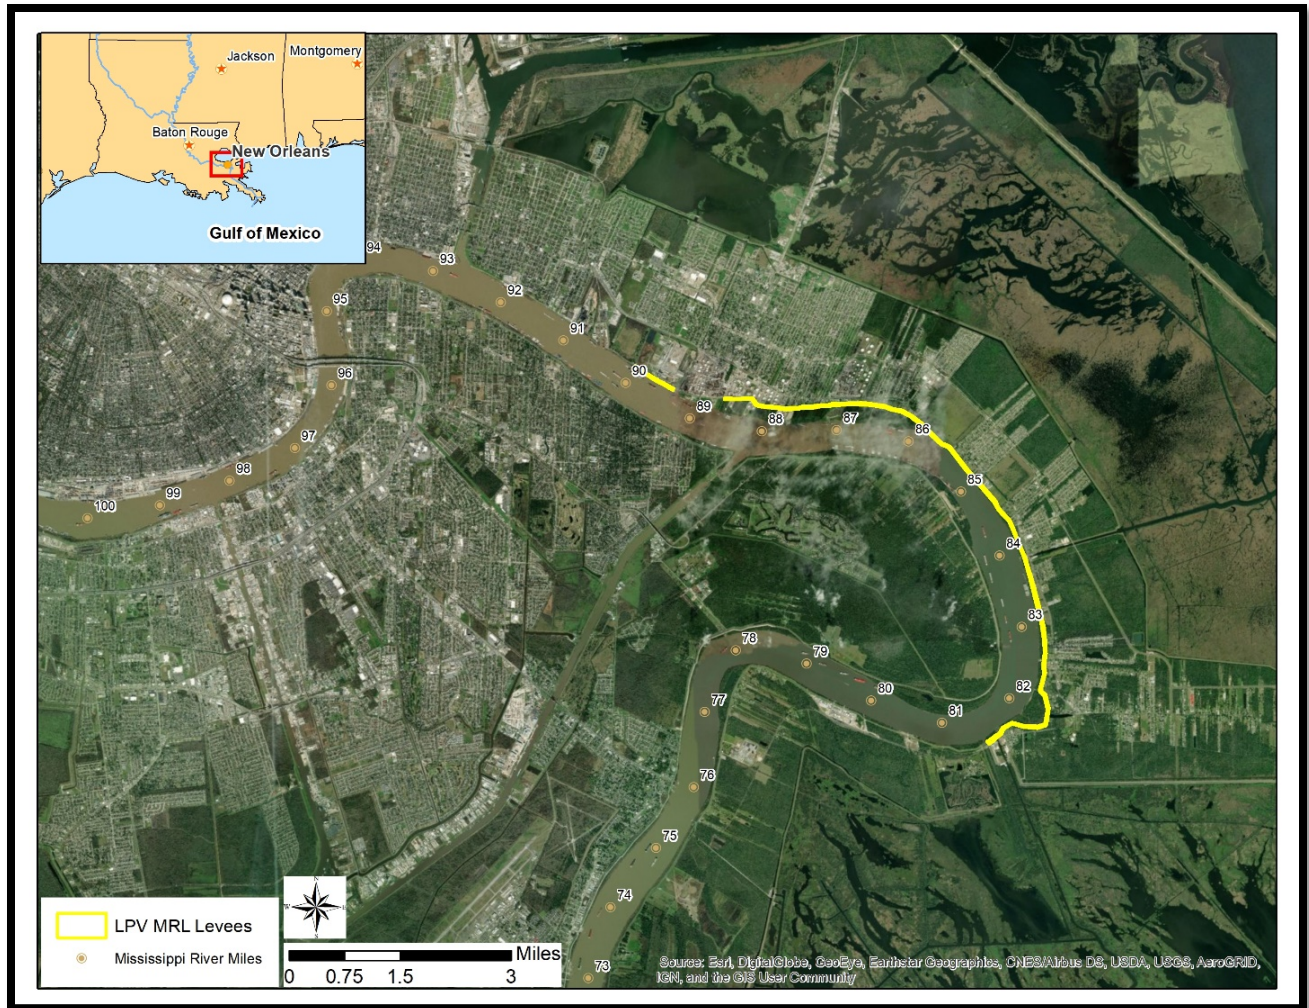 Jackson
Montgomery
Baton Rouge
New Orleans
Gulf of Mexico
94
93
95
92
91
96
90
89
88
87
86
97
98
85
99
100
84
83
78
79
82
80
77
81
76
75
74
73
N
W
E
S
LPV MRL Levees
Mississippi River Miles
Miles
0 0.75 1.5 3
Source: Esri, DigitalGlobe, GeoEye, Earthstar Geographics, CNES/Airbus DS, USDA, USGS, AeroGRID,
IGN, and the GIS User Community